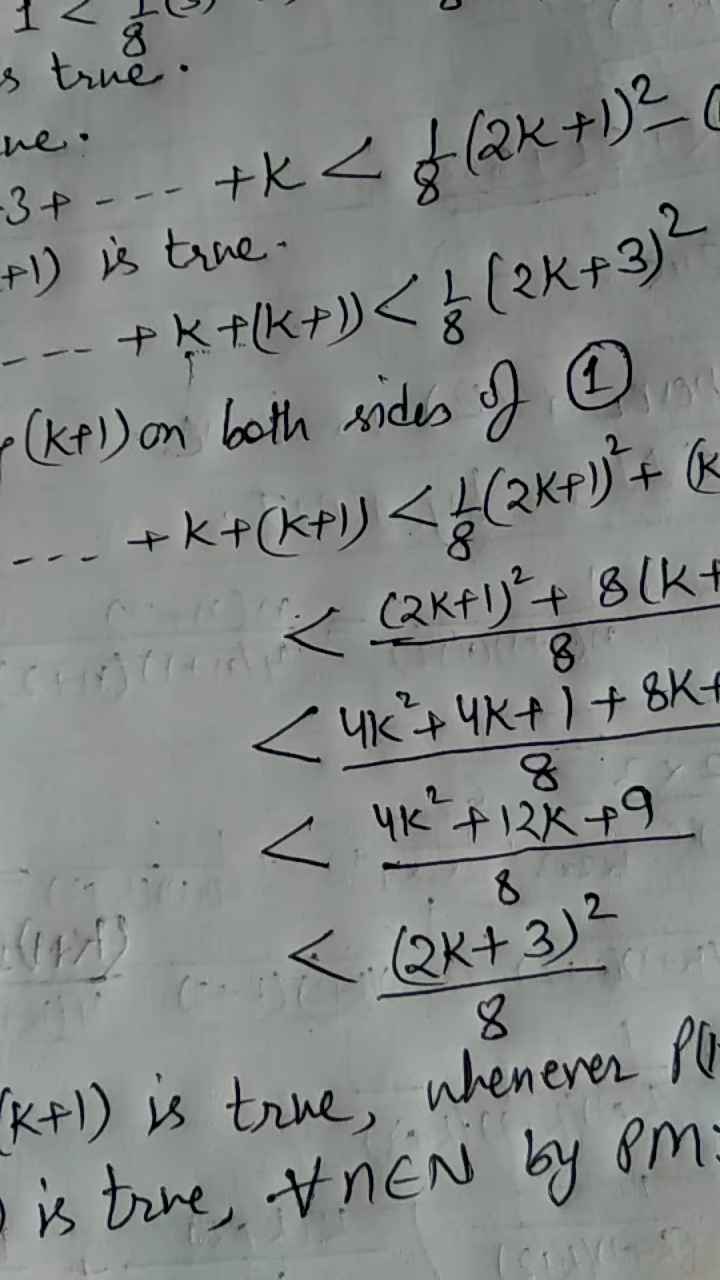 1 < 1/8 (3)
s true.
ne.
3+ ---- +k < 1/8 (2k+1)² - (
+1) is true.
---- + k+(k+1) < 1/8 (2k+3)²
(k+1) on both sides of ①
---- + k+(k+1) < 1/8 (2k+1)² + (k
< (2k+1)² + 8(k+ / 8
< 4k² + 4k + 1 + 8k+ / 8
< 4k² + 12k + 9 / 8
< (2k+3)² / 8
(k+1) is true, whenever P(
) is true, ∀n∈N by PM